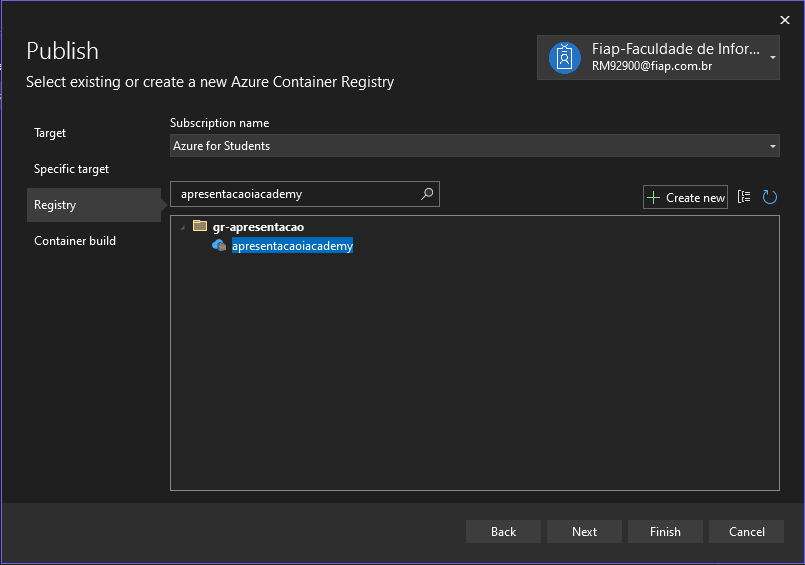 Publish
Select existing or create a new Azure Container Registry
Fiap-Faculdade de Infor...
RM92900@fiap.com.br
Target
Specific target
Registry
Container build
Subscription name
Azure for Students
apresentacaoiacademy
Create new
gr-apresentacao
apresentacaoiacademy
Back
Next
Finish
Cancel